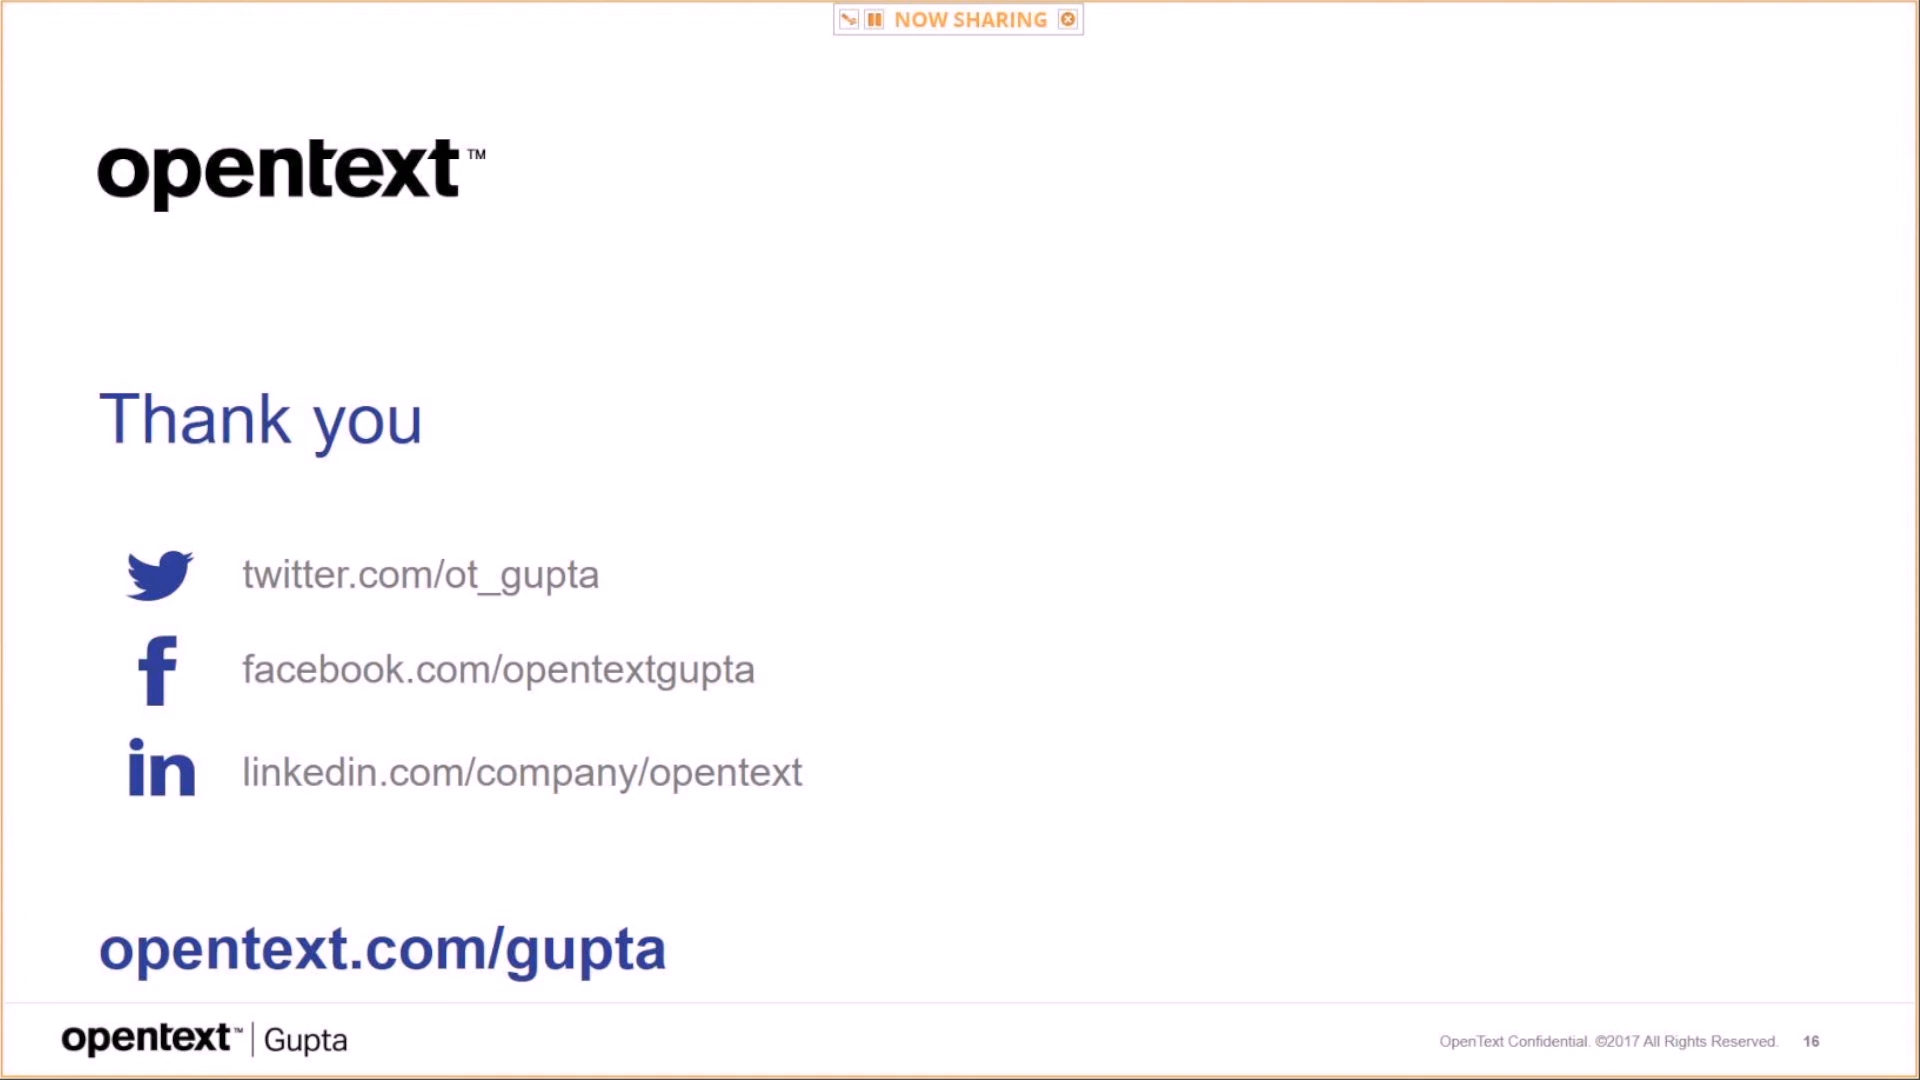 NOW SHARING
opentext™
Thank you
twitter.com/ot_gupta
facebook.com/opentextgupta
linkedin.com/company/opentext
opentext.com/gupta
opentext™ | Gupta
OpenText Confidential. ©2017 All Rights Reserved. 16